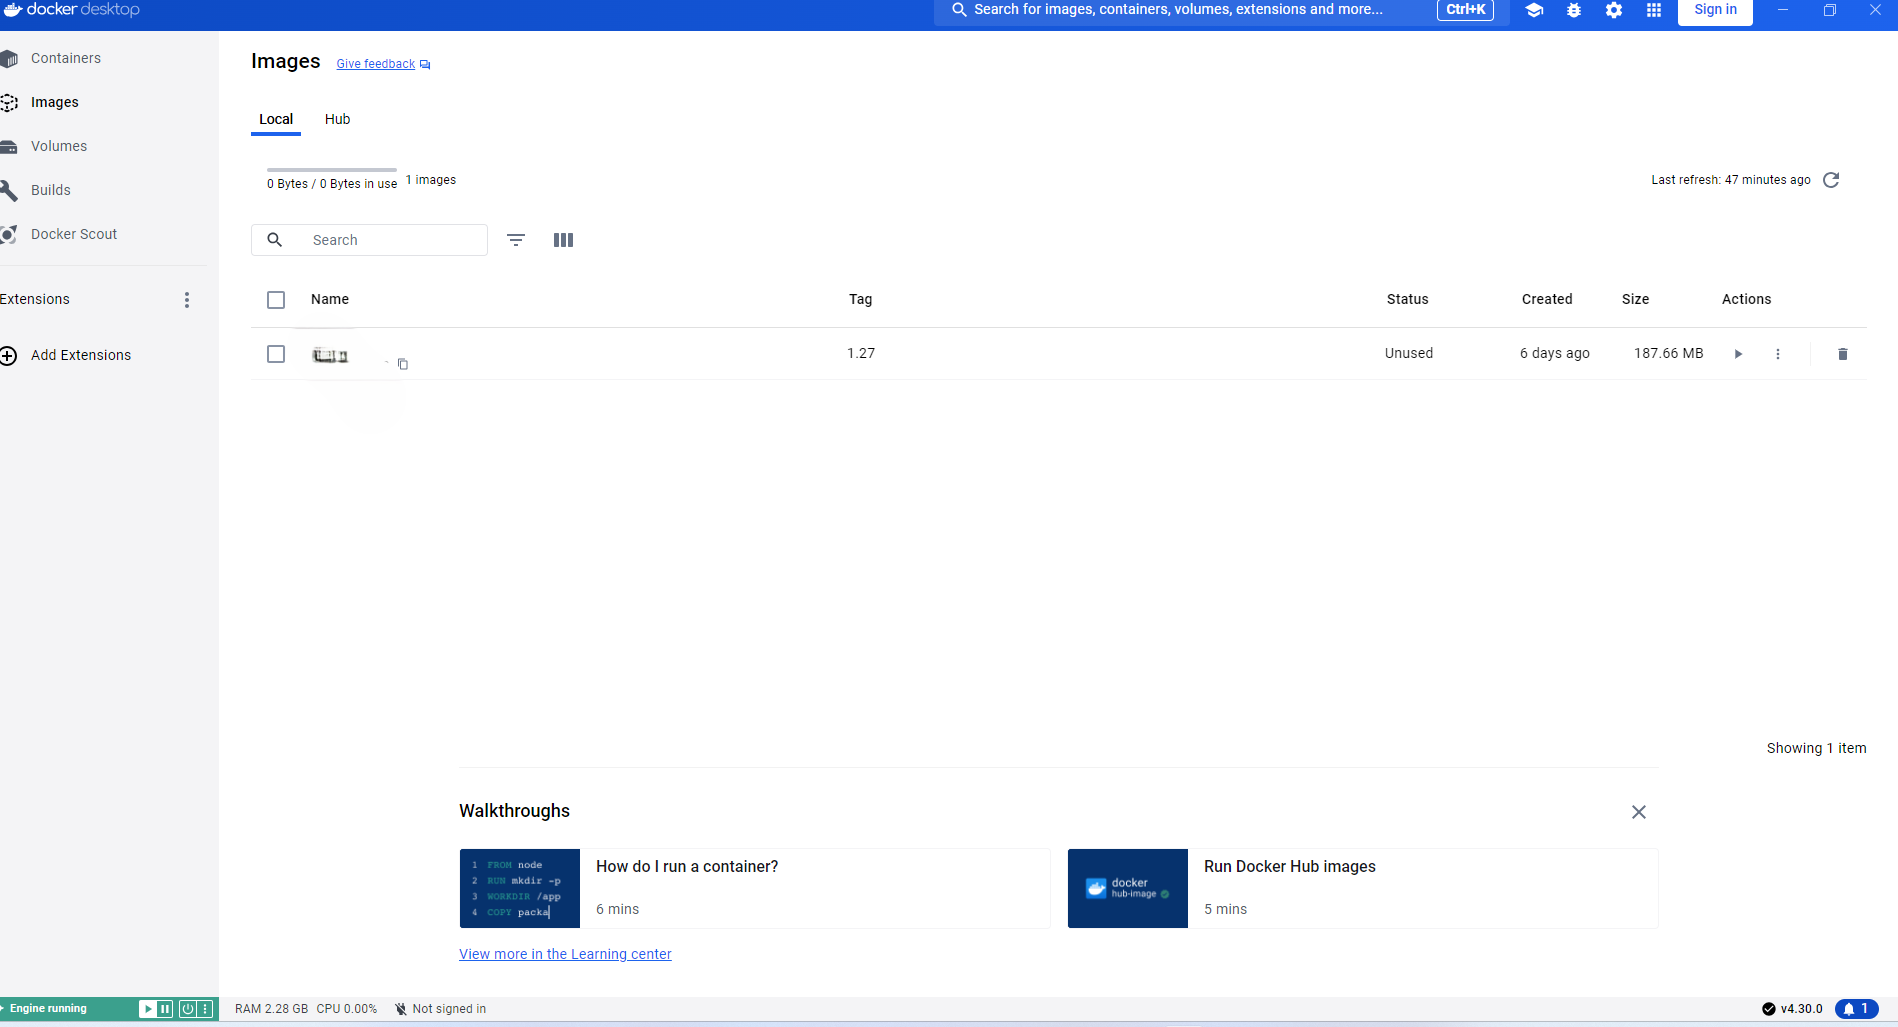 docker desktop
Search for images, containers, volumes, extensions and more...
Ctrl+K
Sign in
Containers
Images
Volumes
Builds
Docker Scout
Extensions
Add Extensions
Images
Give feedback
Local
Hub
0 Bytes / 0 Bytes in use
1 images
Last refresh: 47 minutes ago
Search
Name
Tag
Status
Created
Size
Actions
1.27
Unused
6 days ago
187.66 MB
Showing 1 item
Walkthroughs
1 FROM node
2 RUN mkdir -p
3 WORKDIR /app
4 COPY packa
How do I run a container?
6 mins
docker
hub-image
Run Docker Hub images
5 mins
View more in the Learning center
Engine running
RAM 2.28 GB CPU 0.00%
Not signed in
v4.30.0
1